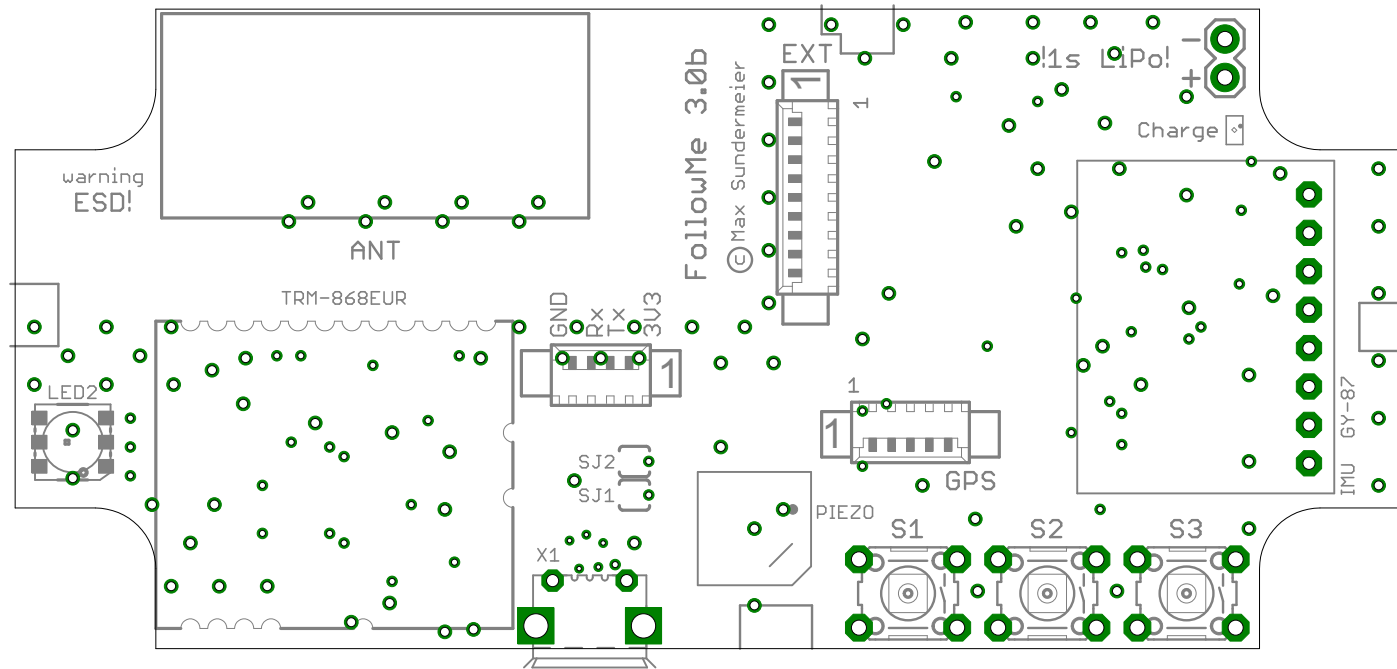 EXT
1
1
!1s LiPo!
-
+
Charge
FollowMe 3.0b
© Max Sundermeier
warning
ESD!
ANT
TRM-868EUR
GND
Rx
Tx
3V3
1
LED2
1
1
GPS
GY-87
IMU
SJ2
SJ1
PIEZO
X1
S1
S2
S3